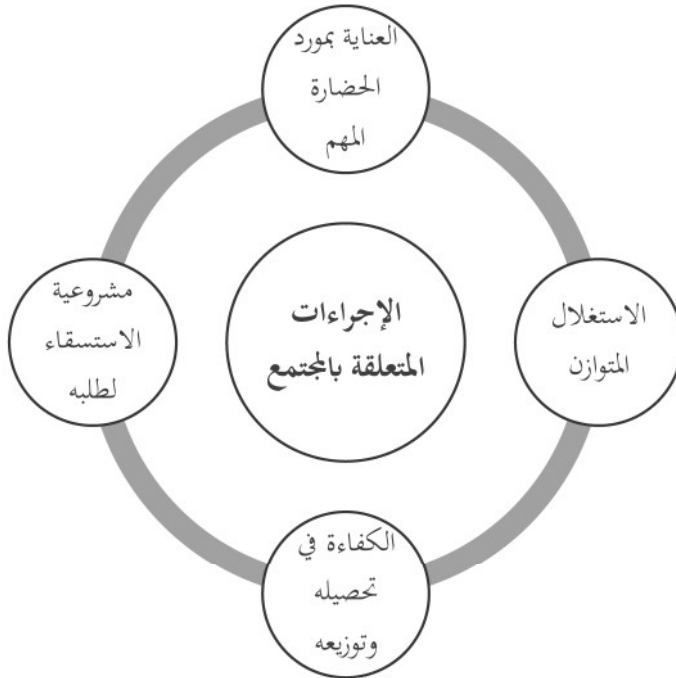 العناية بمورد
الحضارة
المهم
الاستغلال
المتوازن
الإجراءات
المتعلقة بالمجتمع
مشروعية
الاستسقاء
لطلبه
الكفاءة في
تحصيله
وتوزيعه